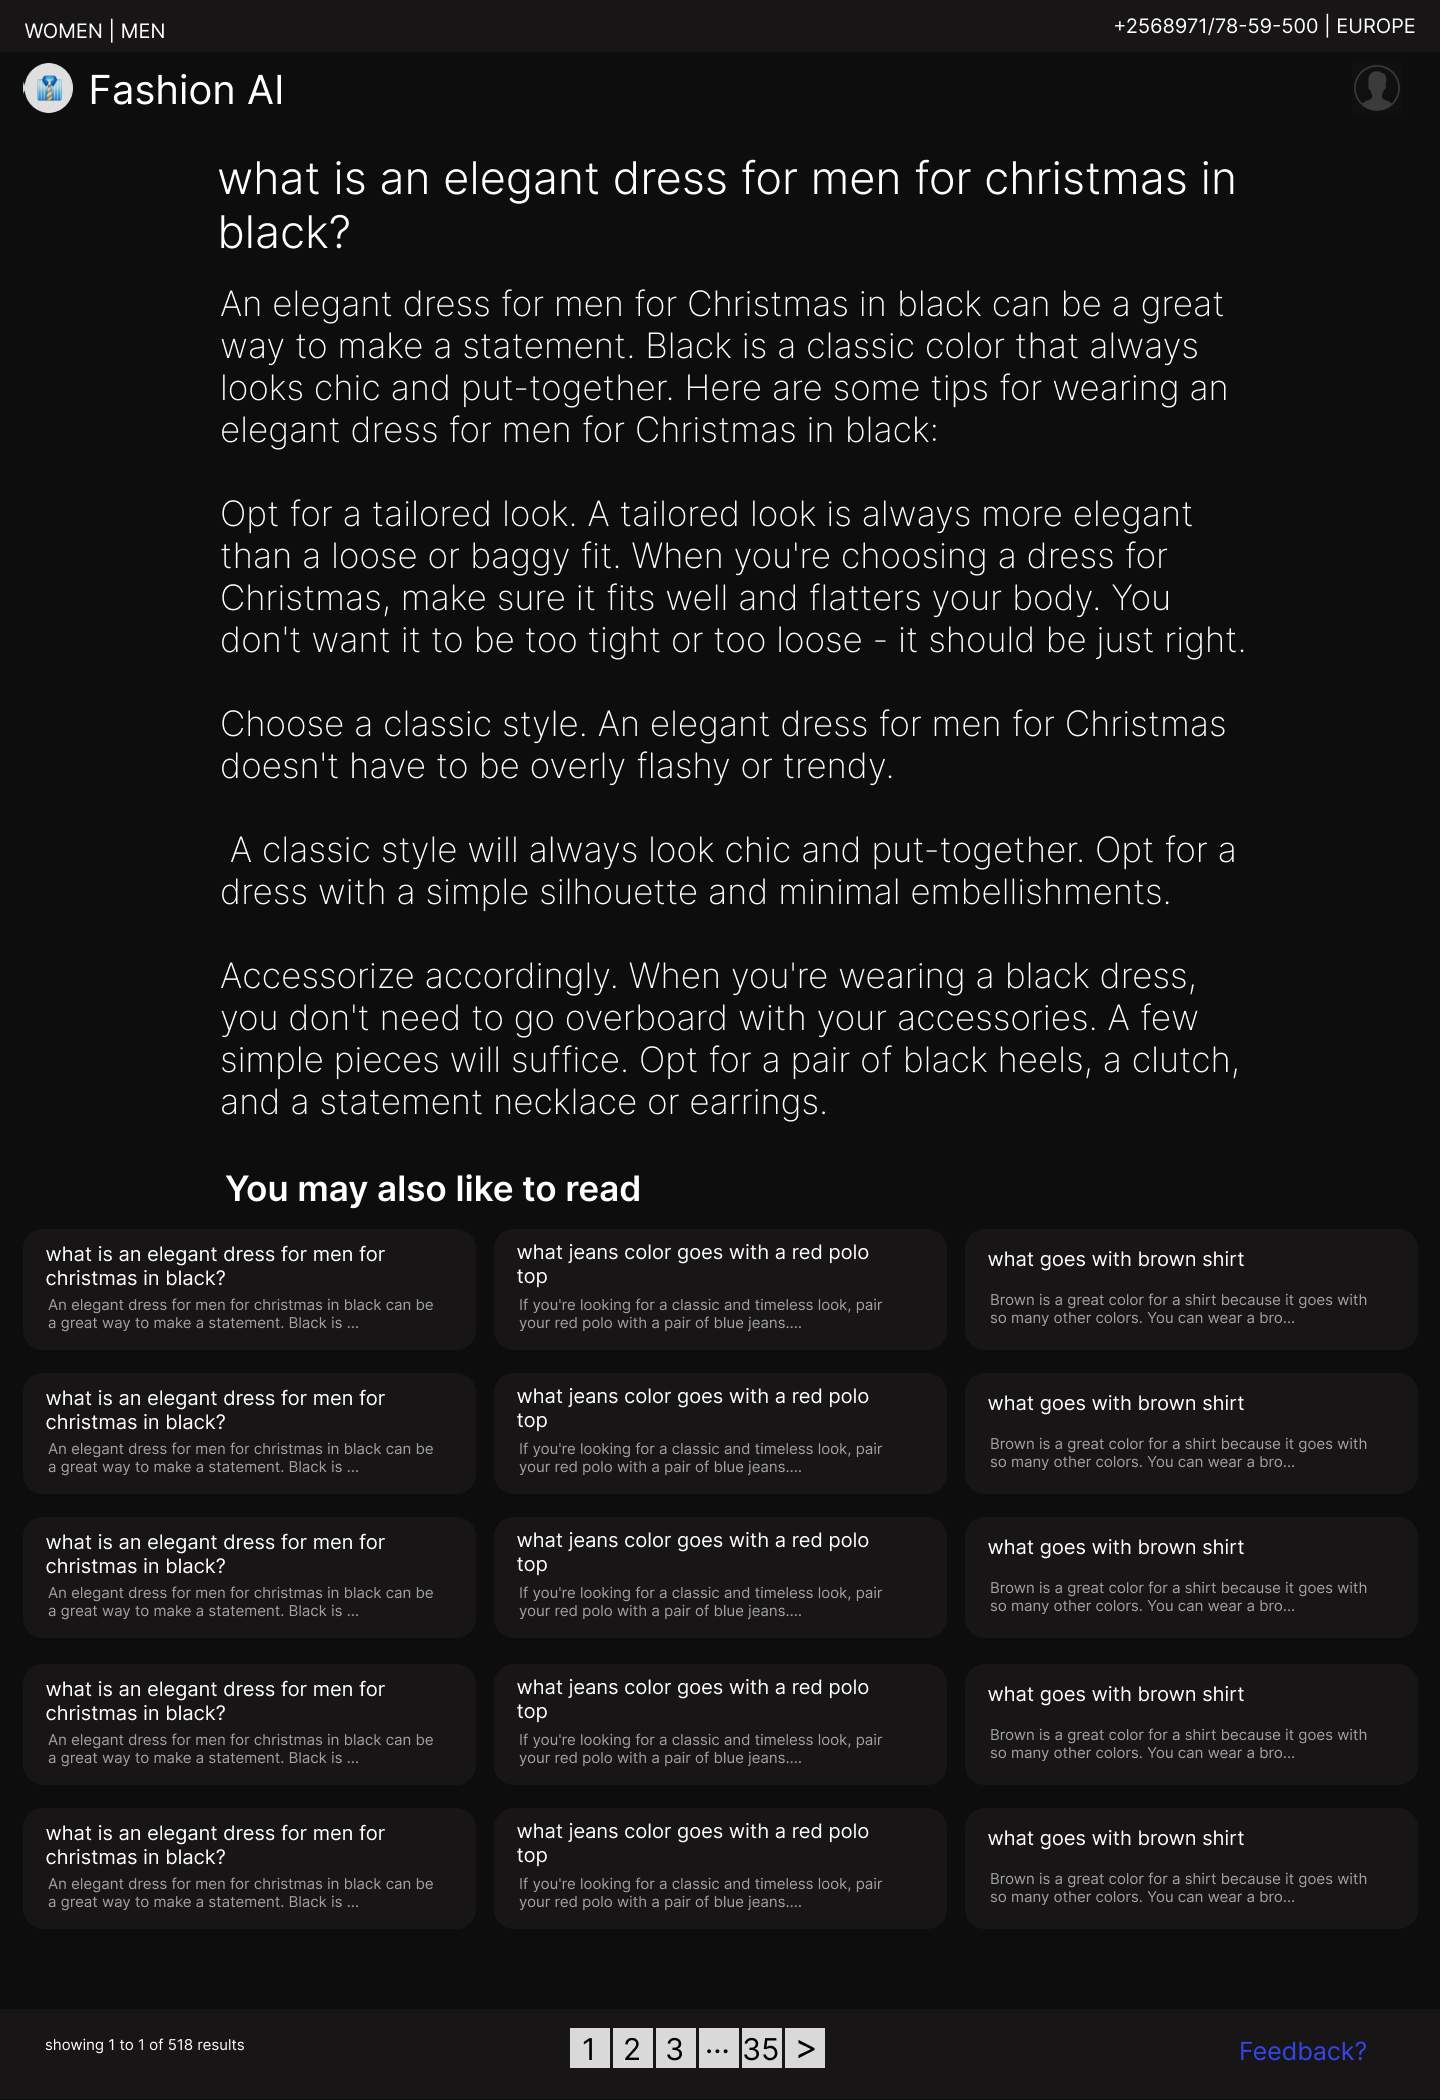 WOMEN | MEN
+2568971/78-59-500 | EUROPE
Fashion AI
what is an elegant dress for men for christmas in
black?
An elegant dress for men for Christmas in black can be a great
way to make a statement. Black is a classic color that always
looks chic and put-together. Here are some tips for wearing an
elegant dress for men for Christmas in black:
Opt for a tailored look. A tailored look is always more elegant
than a loose or baggy fit. When you're choosing a dress for
Christmas, make sure it fits well and flatters your body. You
don't want it to be too tight or too loose - it should be just right.
Choose a classic style. An elegant dress for men for Christmas
doesn't have to be overly flashy or trendy.
A classic style will always look chic and put-together. Opt for a
dress with a simple silhouette and minimal embellishments.
Accessorize accordingly. When you're wearing a black dress,
you don't need to go overboard with your accessories. A few
simple pieces will suffice. Opt for a pair of black heels, a clutch,
and a statement necklace or earrings.
You may also like to read
what is an elegant dress for men for
christmas in black?
An elegant dress for men for christmas in black can be
a great way to make a statement. Black is ...
what jeans color goes with a red polo
top
If you're looking for a classic and timeless look, pair
your red polo with a pair of blue jeans....
what goes with brown shirt
Brown is a great color for a shirt because it goes with
so many other colors. You can wear a bro...
what is an elegant dress for men for
christmas in black?
An elegant dress for men for christmas in black can be
a great way to make a statement. Black is ...
what jeans color goes with a red polo
top
If you're looking for a classic and timeless look, pair
your red polo with a pair of blue jeans....
what goes with brown shirt
Brown is a great color for a shirt because it goes with
so many other colors. You can wear a bro...
what is an elegant dress for men for
christmas in black?
An elegant dress for men for christmas in black can be
a great way to make a statement. Black is ...
what jeans color goes with a red polo
top
If you're looking for a classic and timeless look, pair
your red polo with a pair of blue jeans....
what goes with brown shirt
Brown is a great color for a shirt because it goes with
so many other colors. You can wear a bro...
what is an elegant dress for men for
christmas in black?
An elegant dress for men for christmas in black can be
a great way to make a statement. Black is ...
what jeans color goes with a red polo
top
If you're looking for a classic and timeless look, pair
your red polo with a pair of blue jeans....
what goes with brown shirt
Brown is a great color for a shirt because it goes with
so many other colors. You can wear a bro...
what is an elegant dress for men for
christmas in black?
An elegant dress for men for christmas in black can be
a great way to make a statement. Black is ...
what jeans color goes with a red polo
top
If you're looking for a classic and timeless look, pair
your red polo with a pair of blue jeans....
what goes with brown shirt
Brown is a great color for a shirt because it goes with
so many other colors. You can wear a bro...
showing 1 to 1 of 518 results
1 2 3 ... 35 >
Feedback?